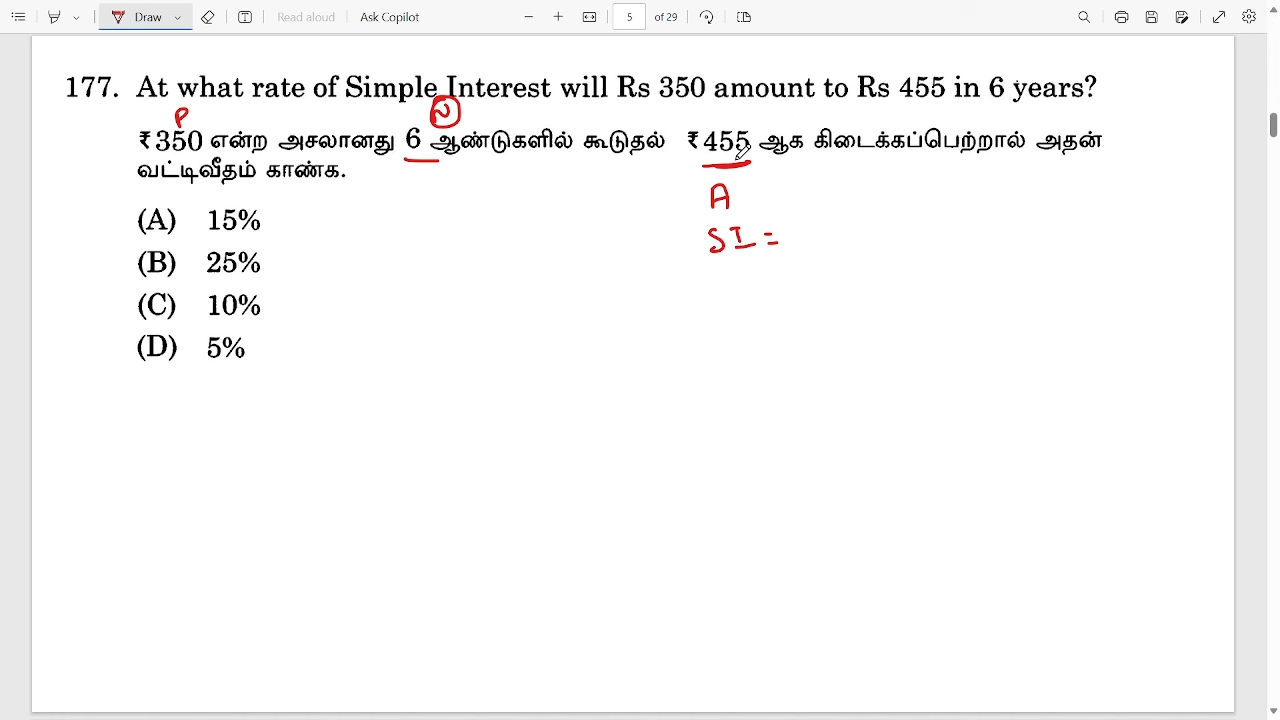 Draw
Read aloud
Ask Copilot
5
of 29
177. At what rate of Simple Interest will Rs 350 amount to Rs 455 in 6 years?
P
N
₹350 என்ற அசலானது 6 ஆண்டுகளில் கூடுதல் ₹455 ஆக கிடைக்கப்பெற்றால் அதன்
வட்டிவீதம் காண்க.
A
SI =
(A) 15%
(B) 25%
(C) 10%
(D) 5%